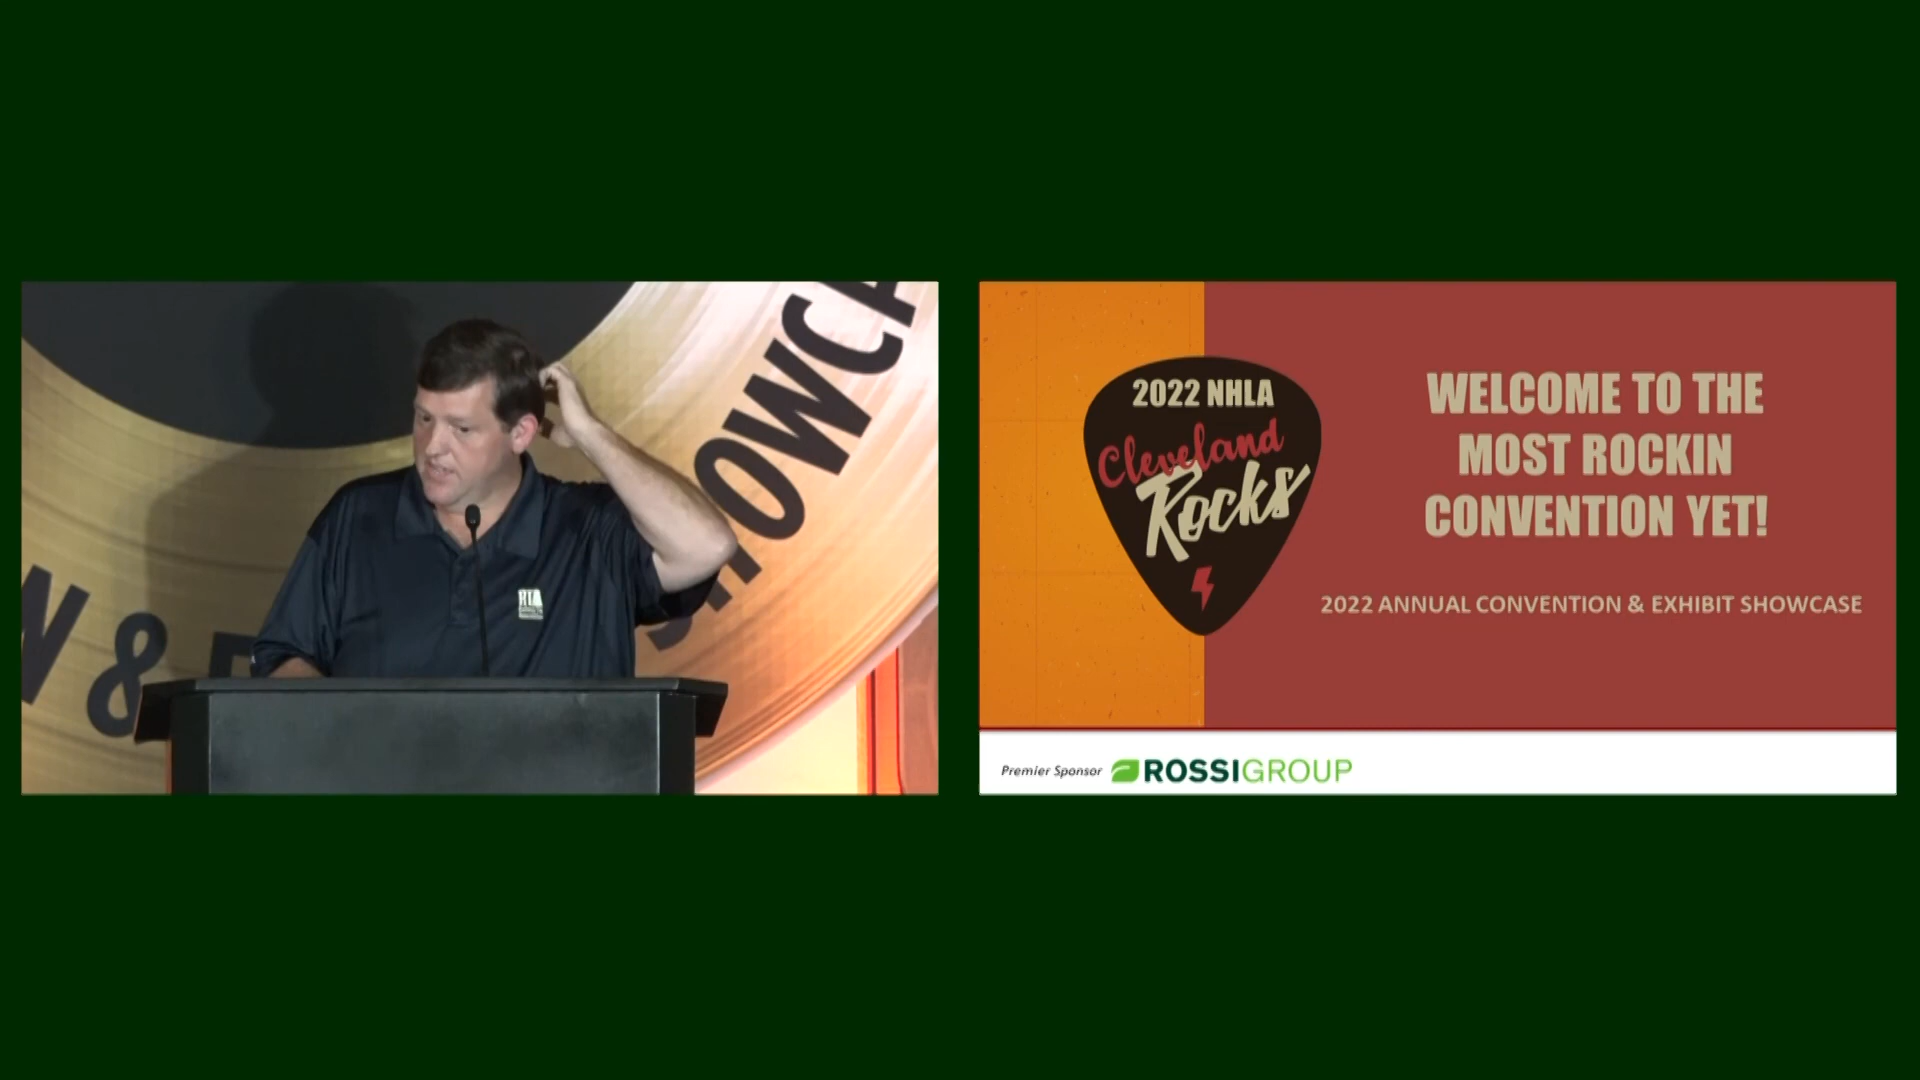 N & E
SHOWCA
2022 NHLA
Cleveland
Rocks
WELCOME TO THE
MOST ROCKIN
CONVENTION YET!
2022 ANNUAL CONVENTION & EXHIBIT SHOWCASE
Premier Sponsor ROSSIGROUP